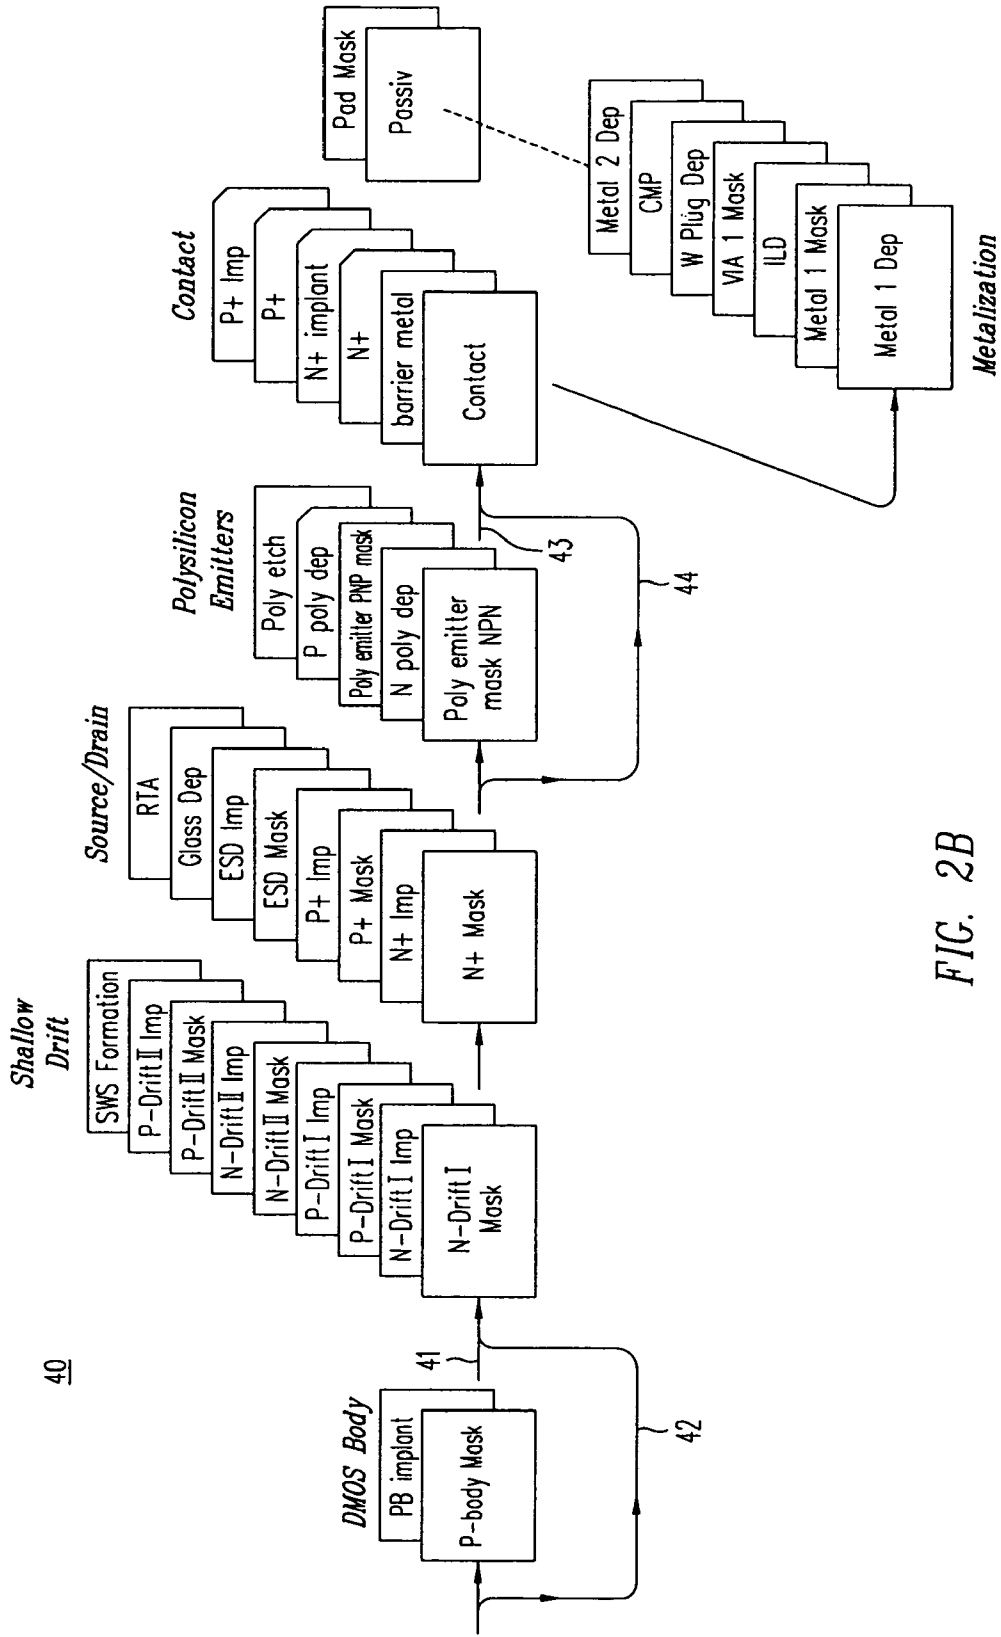 40
DMOS Body
PB implant
P-body Mask
41
42
Shallow
Drift
SWS Formation
P-Drift II Imp
P-Drift II Mask
N-Drift II Imp
N-Drift II Mask
P-Drift I Imp
P-Drift I Mask
N-Drift I Imp
N-Drift I
Mask
Source/Drain
RTA
Glass Dep
ESD Imp
ESD Mask
P+ Imp
P+ Mask
N+ Imp
N+ Mask
Polysilicon
Emitters
Poly etch
P poly dep
Poly emitter PNP mask
N poly dep
Poly emitter
mask NPN
43
44
Contact
P+ Imp
P+
N+ implant
N+
barrier metal
Contact
Pad Mask
Passiv
Metal 2 Dep
CMP
W Plug Dep
VIA 1 Mask
ILD
Metal 1 Mask
Metal 1 Dep
Metalization
FIG. 2B